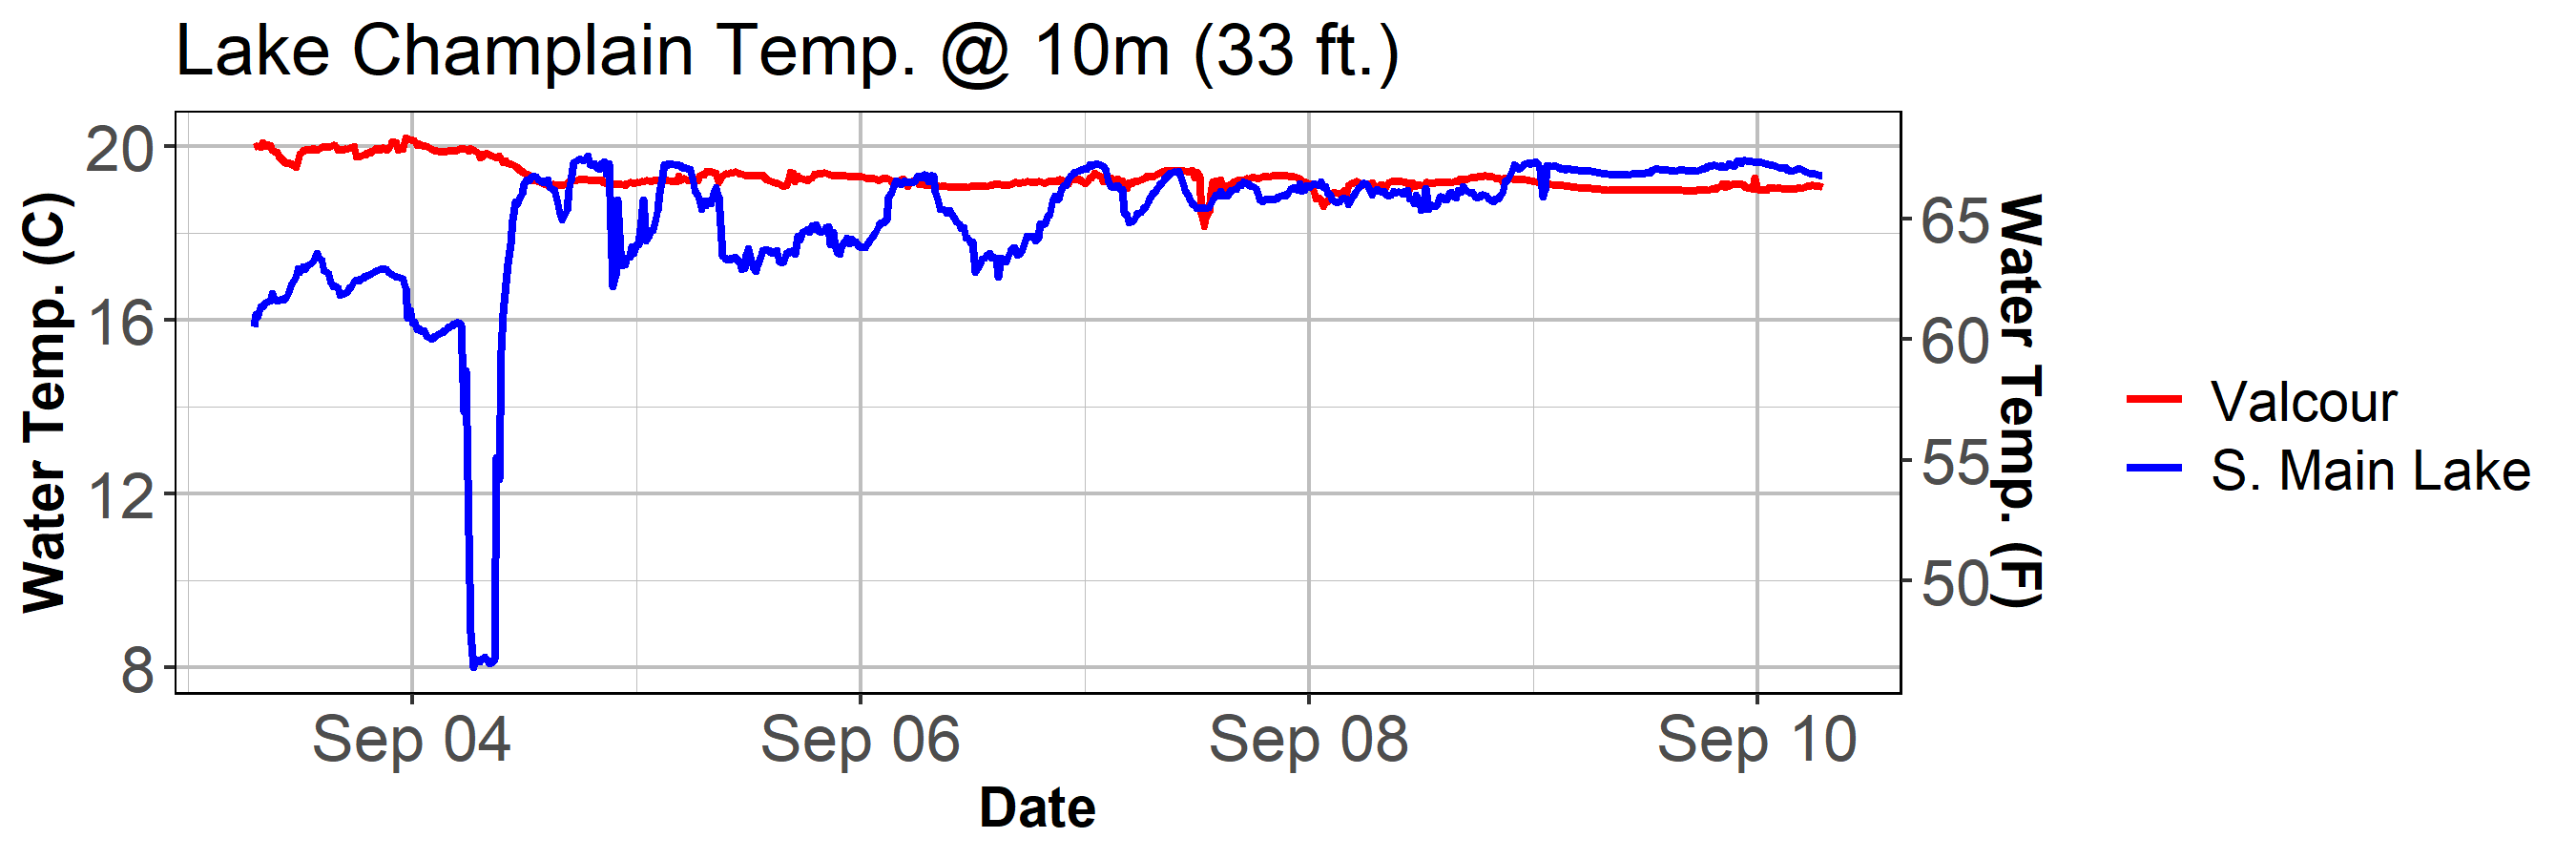 Lake Champlain Temp. @ 10m (33 ft.)
Water Temp. (C)
20
16
12
8
65
60
55
50
Water Temp. (F)
Sep 04
Sep 06
Sep 08
Sep 10
Date
Valcour
S. Main Lake